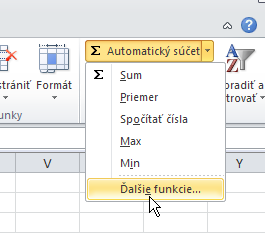 Σ Automatický súčet
strániť Formát
oradiť a
trovať
unky
Σ Sum
Priemer
Spočítať čísla
Max
Min
Ďalšie funkcie...
V
Y